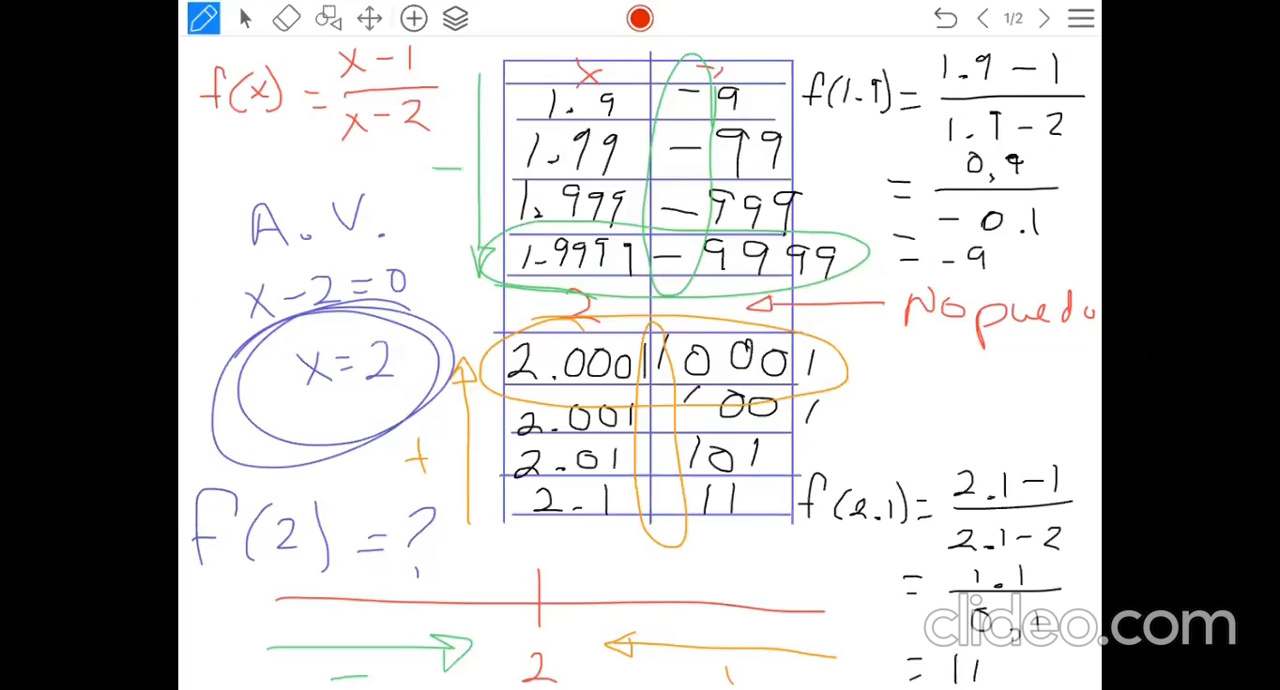 1/2
f(x) = x-1 / x-2
A.V.
x-2=0
x=2
f(2) = ?
x
1.9 -9
1.99 -99
1.999 -999
1.9999 -9999
2
2.0001 10001
2.001 1001
2.01 101
2.1 11
f(1.9) = 1.9-1 / 1.9-2
= 0,9 / -0.1
= -9
No puedo
f(2.1) = 2.1-1 / 2.1-2
= 1.1 / 0,1
= 11
-
+
2
-
clideo.com